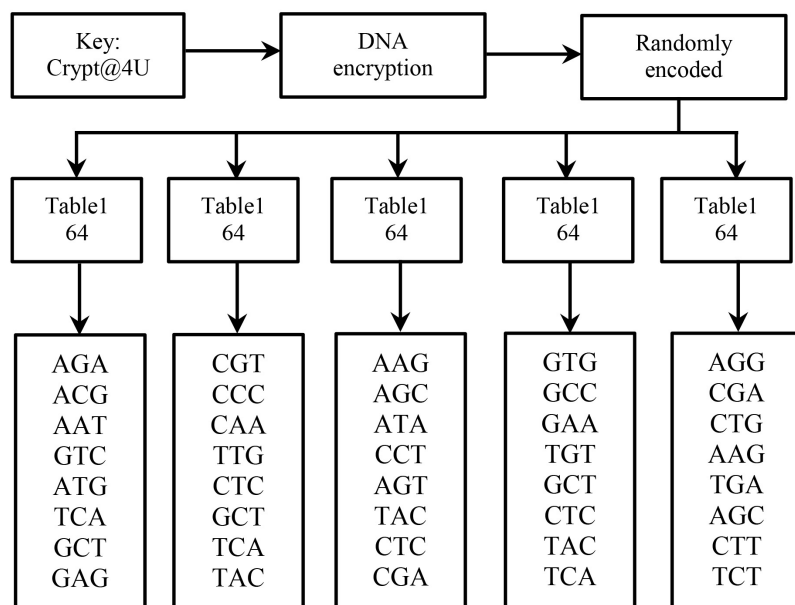 Key:
Crypt@4U
DNA
encryption
Randomly
encoded
Table1
64
Table1
64
Table1
64
Table1
64
Table1
64
AGA
ACG
AAT
GTC
ATG
TCA
GCT
GAG
CGT
CCC
CAA
TTG
CTC
GCT
TCA
TAC
AAG
AGC
ATA
CCT
AGT
TAC
CTC
CGA
GTG
GCC
GAA
TGT
GCT
CTC
TAC
TCA
AGG
CGA
CTG
AAG
TGA
AGC
CTT
TCT